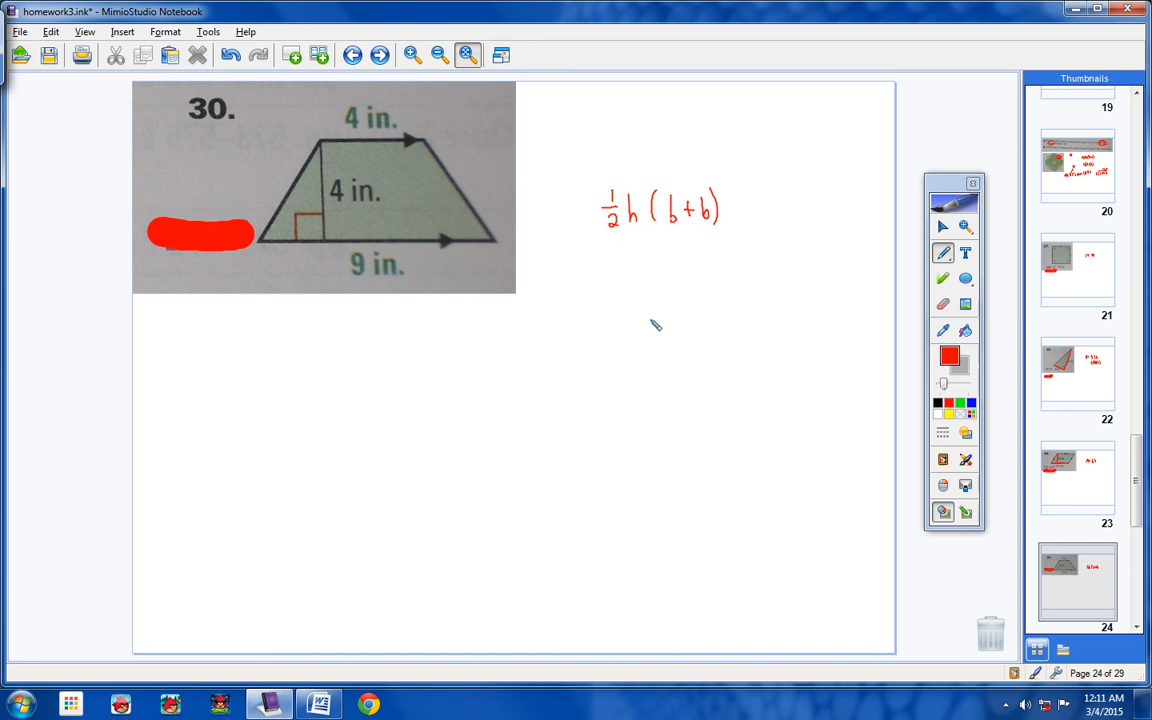 homework3.ink* - MimioStudio Notebook
File Edit View Insert Format Tools Help
Thumbnails
30.
4 in.
4 in.
9 in.
1/2 h (b+b)
19
20
21
22
23
24
Page 24 of 29
12:11 AM
3/4/2015